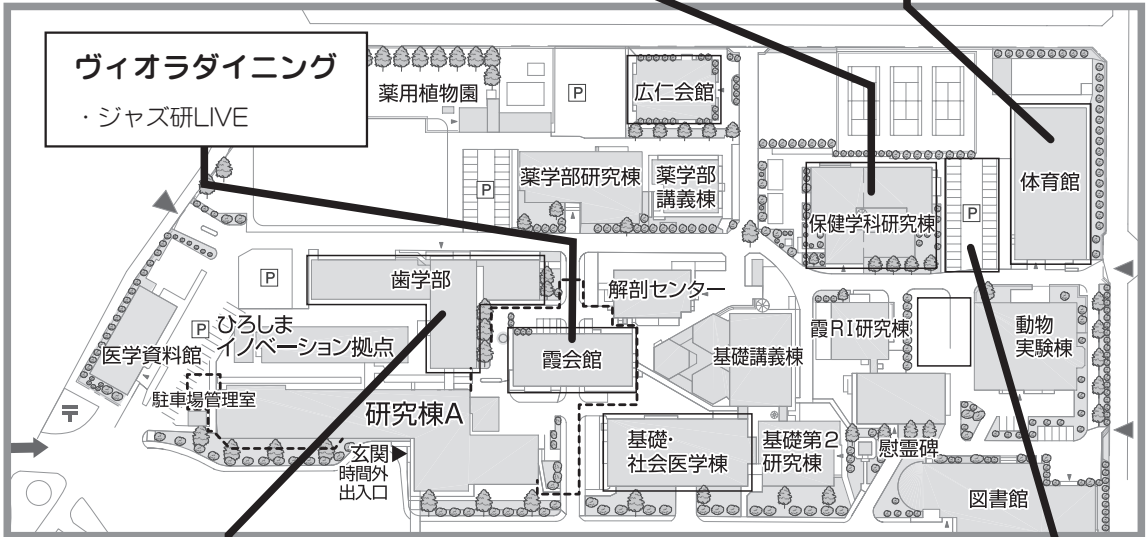 ヴィオラダイニング
・ジャズ研LIVE
薬用植物園
P
広仁会館
薬学部研究棟
薬学部
講義棟
P
保健学科研究棟
P
体育館
歯学部
P
解剖センター
P
ひろしま
イノベーション拠点
医学資料館
霞会館
基礎講義棟
霞RI研究棟
動物
実験棟
駐車場管理室
〒
研究棟A
玄関▶
時間外
出入口
基礎・
社会医学棟
基礎第2
研究棟
慰霊碑
図書館